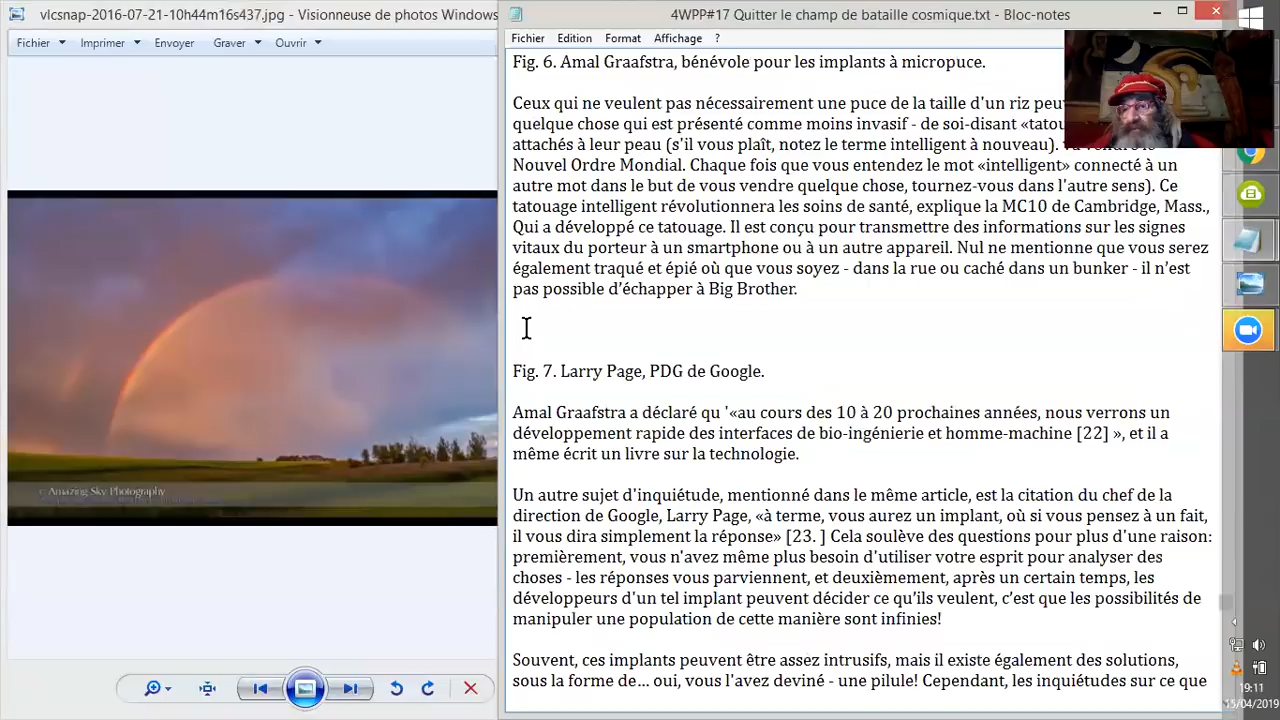 vlcsnap-2016-07-21-10h44m16s437.jpg - Visionneuse de photos Windows
Fichier Imprimer Envoyer Graver Ouvrir
© Amazing Sky Photography
4WPP#17 Quitter le champ de bataille cosmique.txt - Bloc-notes
Fichier Edition Format Affichage ?
Fig. 6. Amal Graafstra, bénévole pour les implants à micropuce.
Ceux qui ne veulent pas nécessairement une puce de la taille d'un riz
quelque chose qui est présenté comme moins invasif - de soi-disant
attachés à leur peau (s'il vous plaît, notez le terme intelligent à nouveau).
Nouvel Ordre Mondial. Chaque fois que vous entendez le mot «intelligent» connecté à un
autre mot dans le but de vous vendre quelque chose, tournez-vous dans l'autre sens). Ce
tatouage intelligent révolutionnera les soins de santé, explique la MC10 de Cambridge, Mass.,
Qui a développé ce tatouage. Il est conçu pour transmettre des informations sur les signes
vitaux du porteur à un smartphone ou à un autre appareil. Nul ne mentionne que vous serez
également traqué et épié où que vous soyez - dans la rue ou caché dans un bunker - il n’est
pas possible d’échapper à Big Brother.
Fig. 7. Larry Page, PDG de Google.
Amal Graafstra a déclaré qu '«au cours des 10 à 20 prochaines années, nous verrons un
développement rapide des interfaces de bio-ingénierie et homme-machine [22] », et il a
même écrit un livre sur la technologie.
Un autre sujet d'inquiétude, mentionné dans le même article, est la citation du chef de la
direction de Google, Larry Page, «à terme, vous aurez un implant, où si vous pensez à un fait,
il vous dira simplement la réponse» [23. ] Cela soulève des questions pour plus d'une raison:
premièrement, vous n'avez même plus besoin d'utiliser votre esprit pour analyser des
choses - les réponses vous parviennent, et deuxièmement, après un certain temps, les
développeurs d'un tel implant peuvent décider ce qu’ils veulent, c’est que les possibilités de
manipuler une population de cette manière sont infinies!
Souvent, ces implants peuvent être assez intrusifs, mais il existe également des solutions,
sous la forme de... oui, vous l'avez deviné - une pilule! Cependant, les inquiétudes sur ce que
19:11
15/04/2019